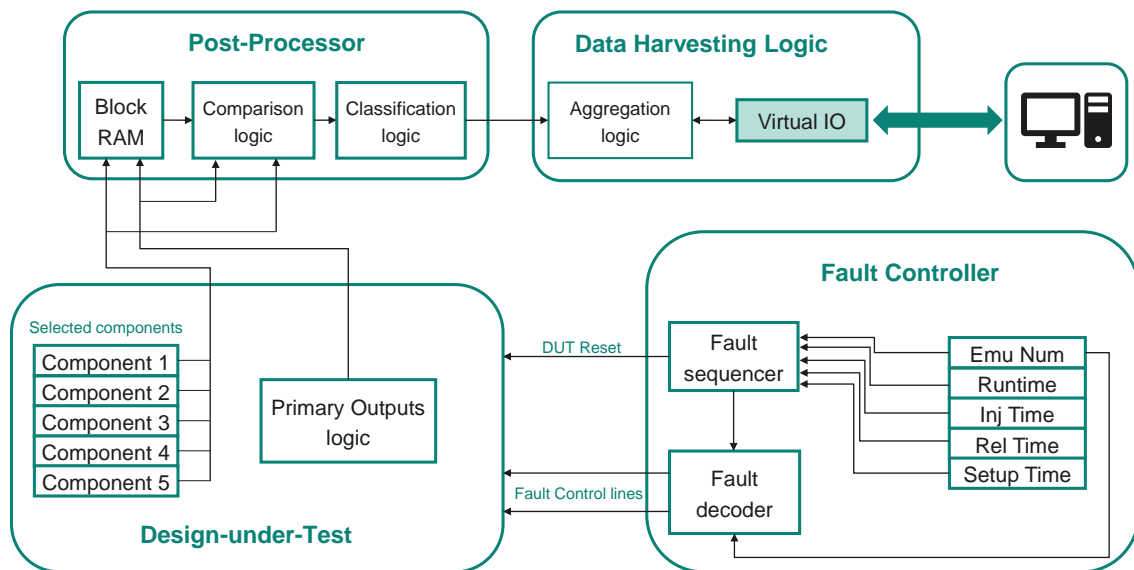 Post-Processor
Block
RAM
Comparison
logic
Classification
logic
Data Harvesting Logic
Aggregation
logic
Virtual IO
Selected components
Component 1
Component 2
Component 3
Component 4
Component 5
Primary Outputs
logic
Design-under-Test
DUT Reset
Fault Control lines
Fault Controller
Fault
sequencer
Fault
decoder
Emu Num
Runtime
Inj Time
Rel Time
Setup Time